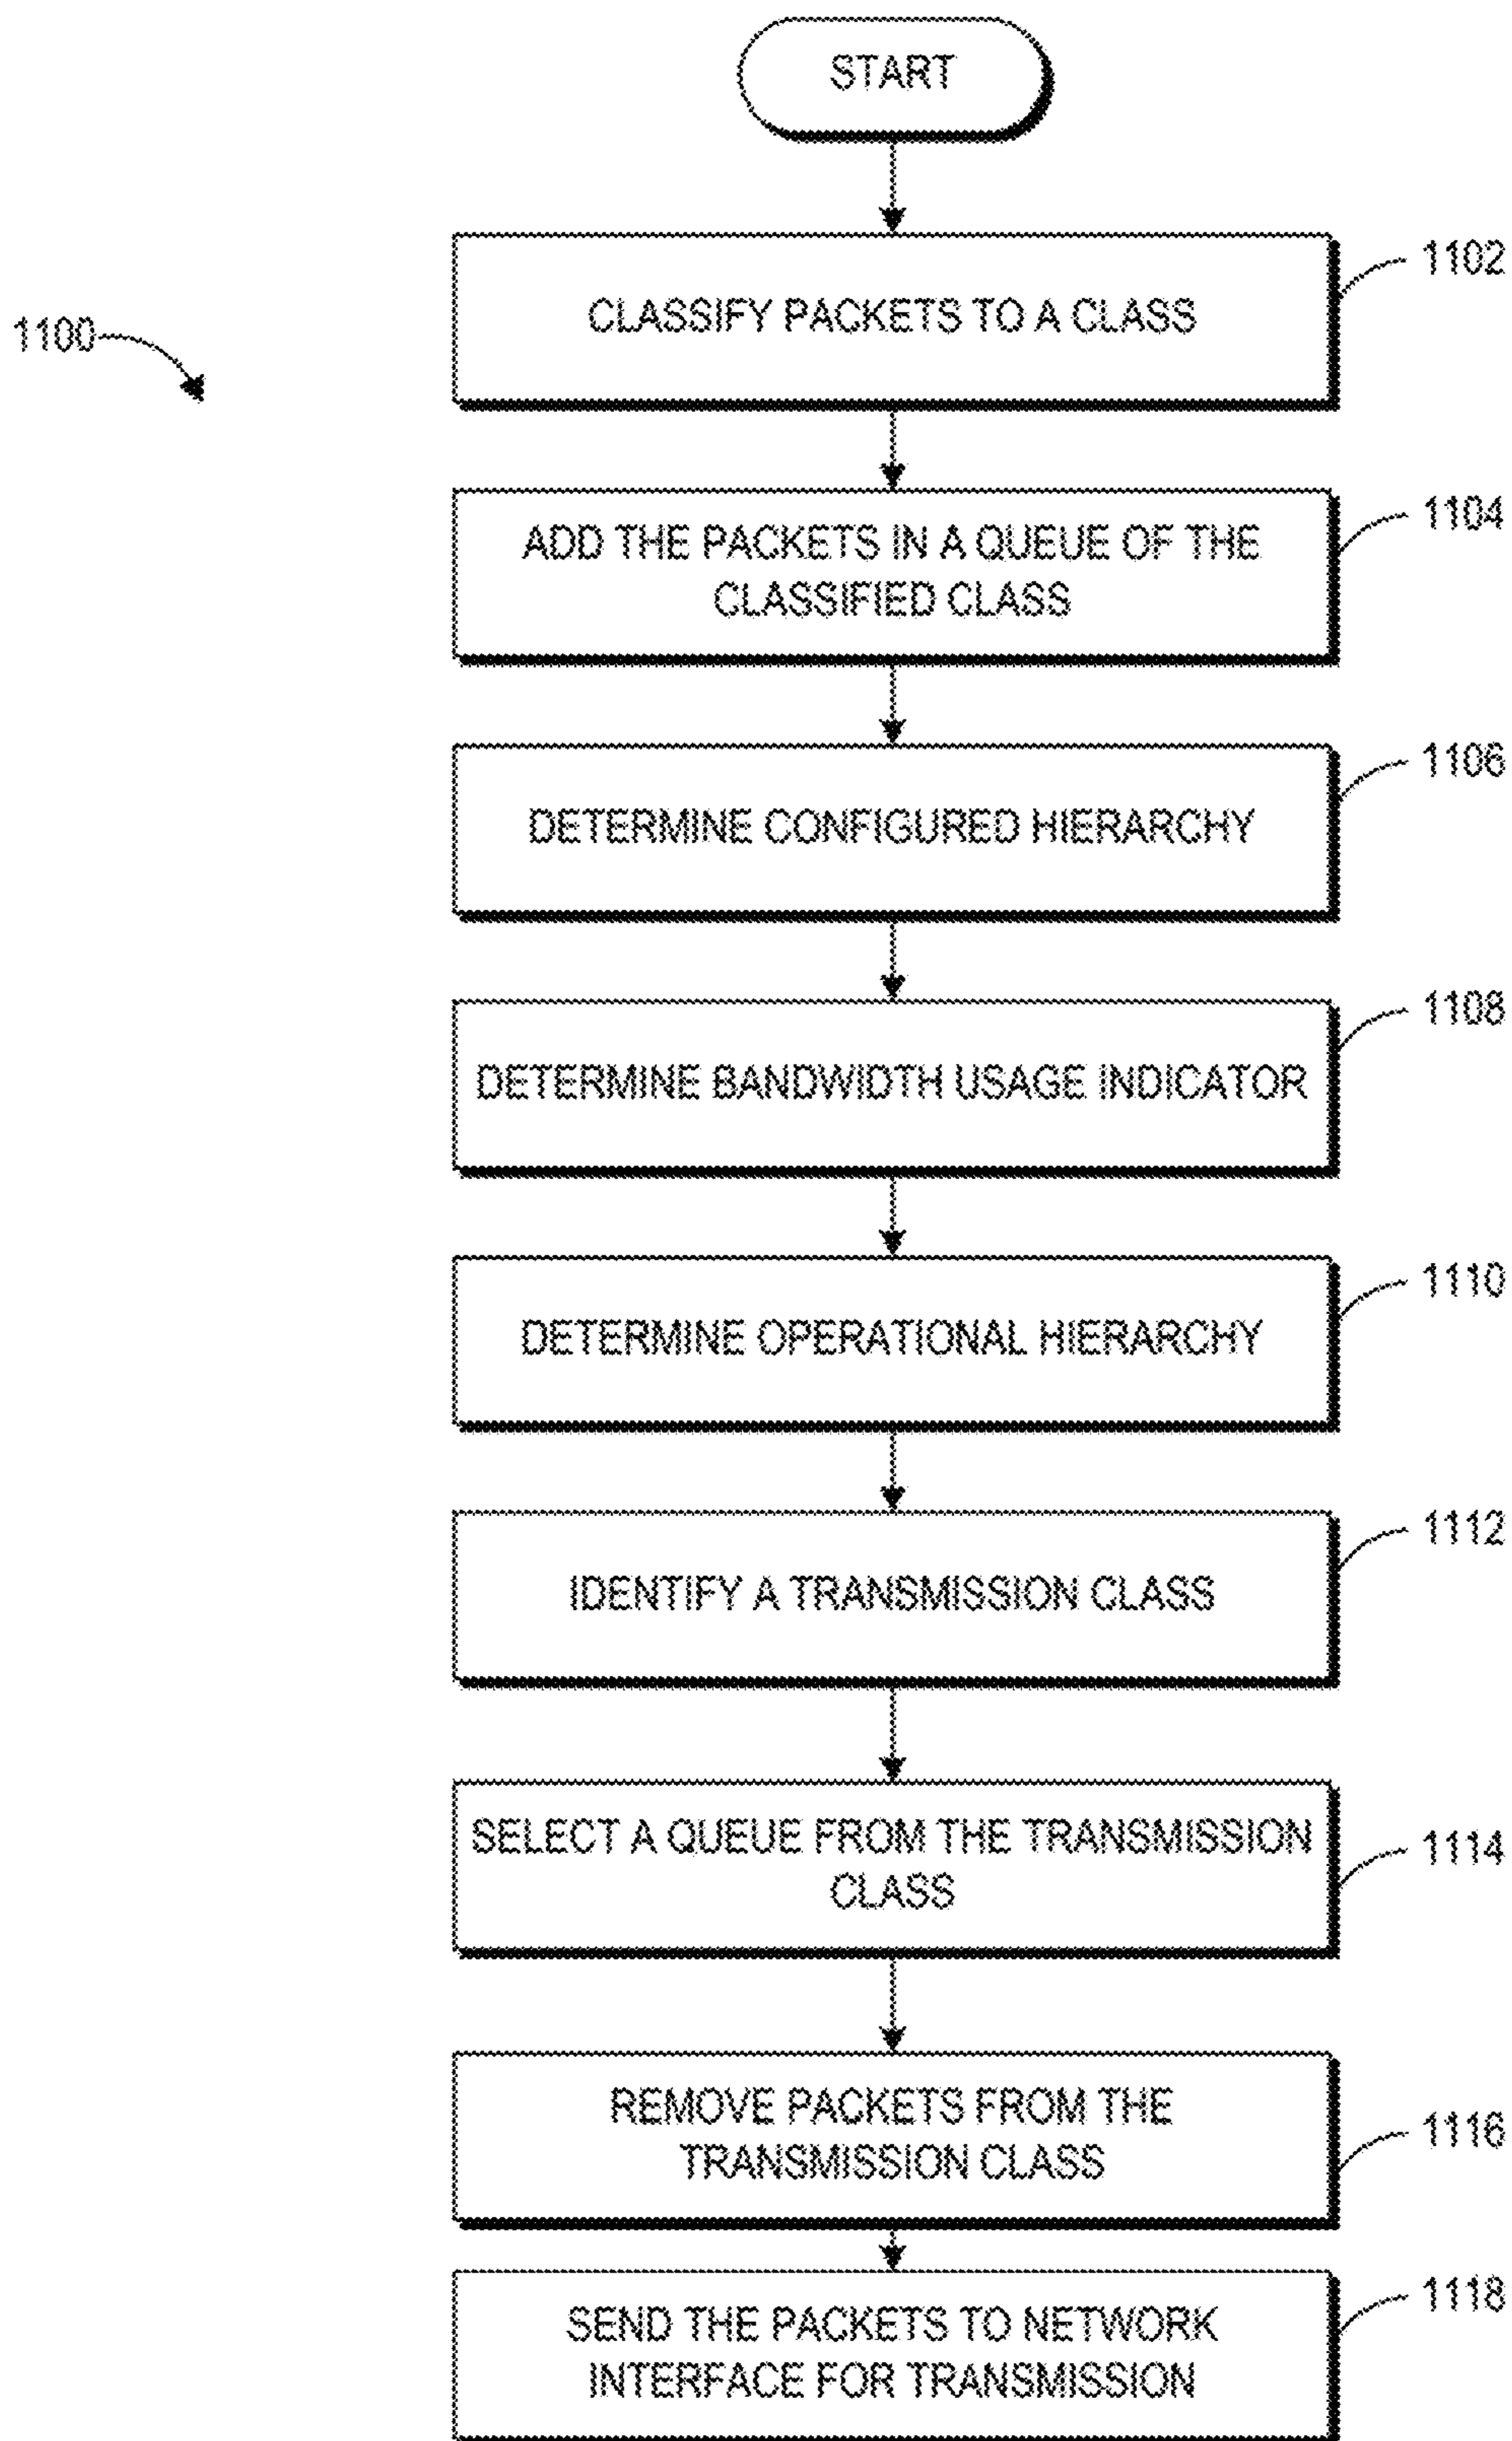 START
1102
CLASSIFY PACKETS TO A CLASS
1100
1104
ADD THE PACKETS IN A QUEUE OF THE
CLASSIFIED CLASS
1106
DETERMINE CONFIGURED HIERARCHY
1108
DETERMINE BANDWIDTH USAGE INDICATOR
1110
DETERMINE OPERATIONAL HIERARCHY
1112
IDENTIFY A TRANSMISSION CLASS
SELECT A QUEUE FROM THE TRANSMISSION
CLASS
1114
REMOVE PACKETS FROM THE
TRANSMISSION CLASS
1116
1118
SEND THE PACKETS TO NETWORK
INTERFACE FOR TRANSMISSION